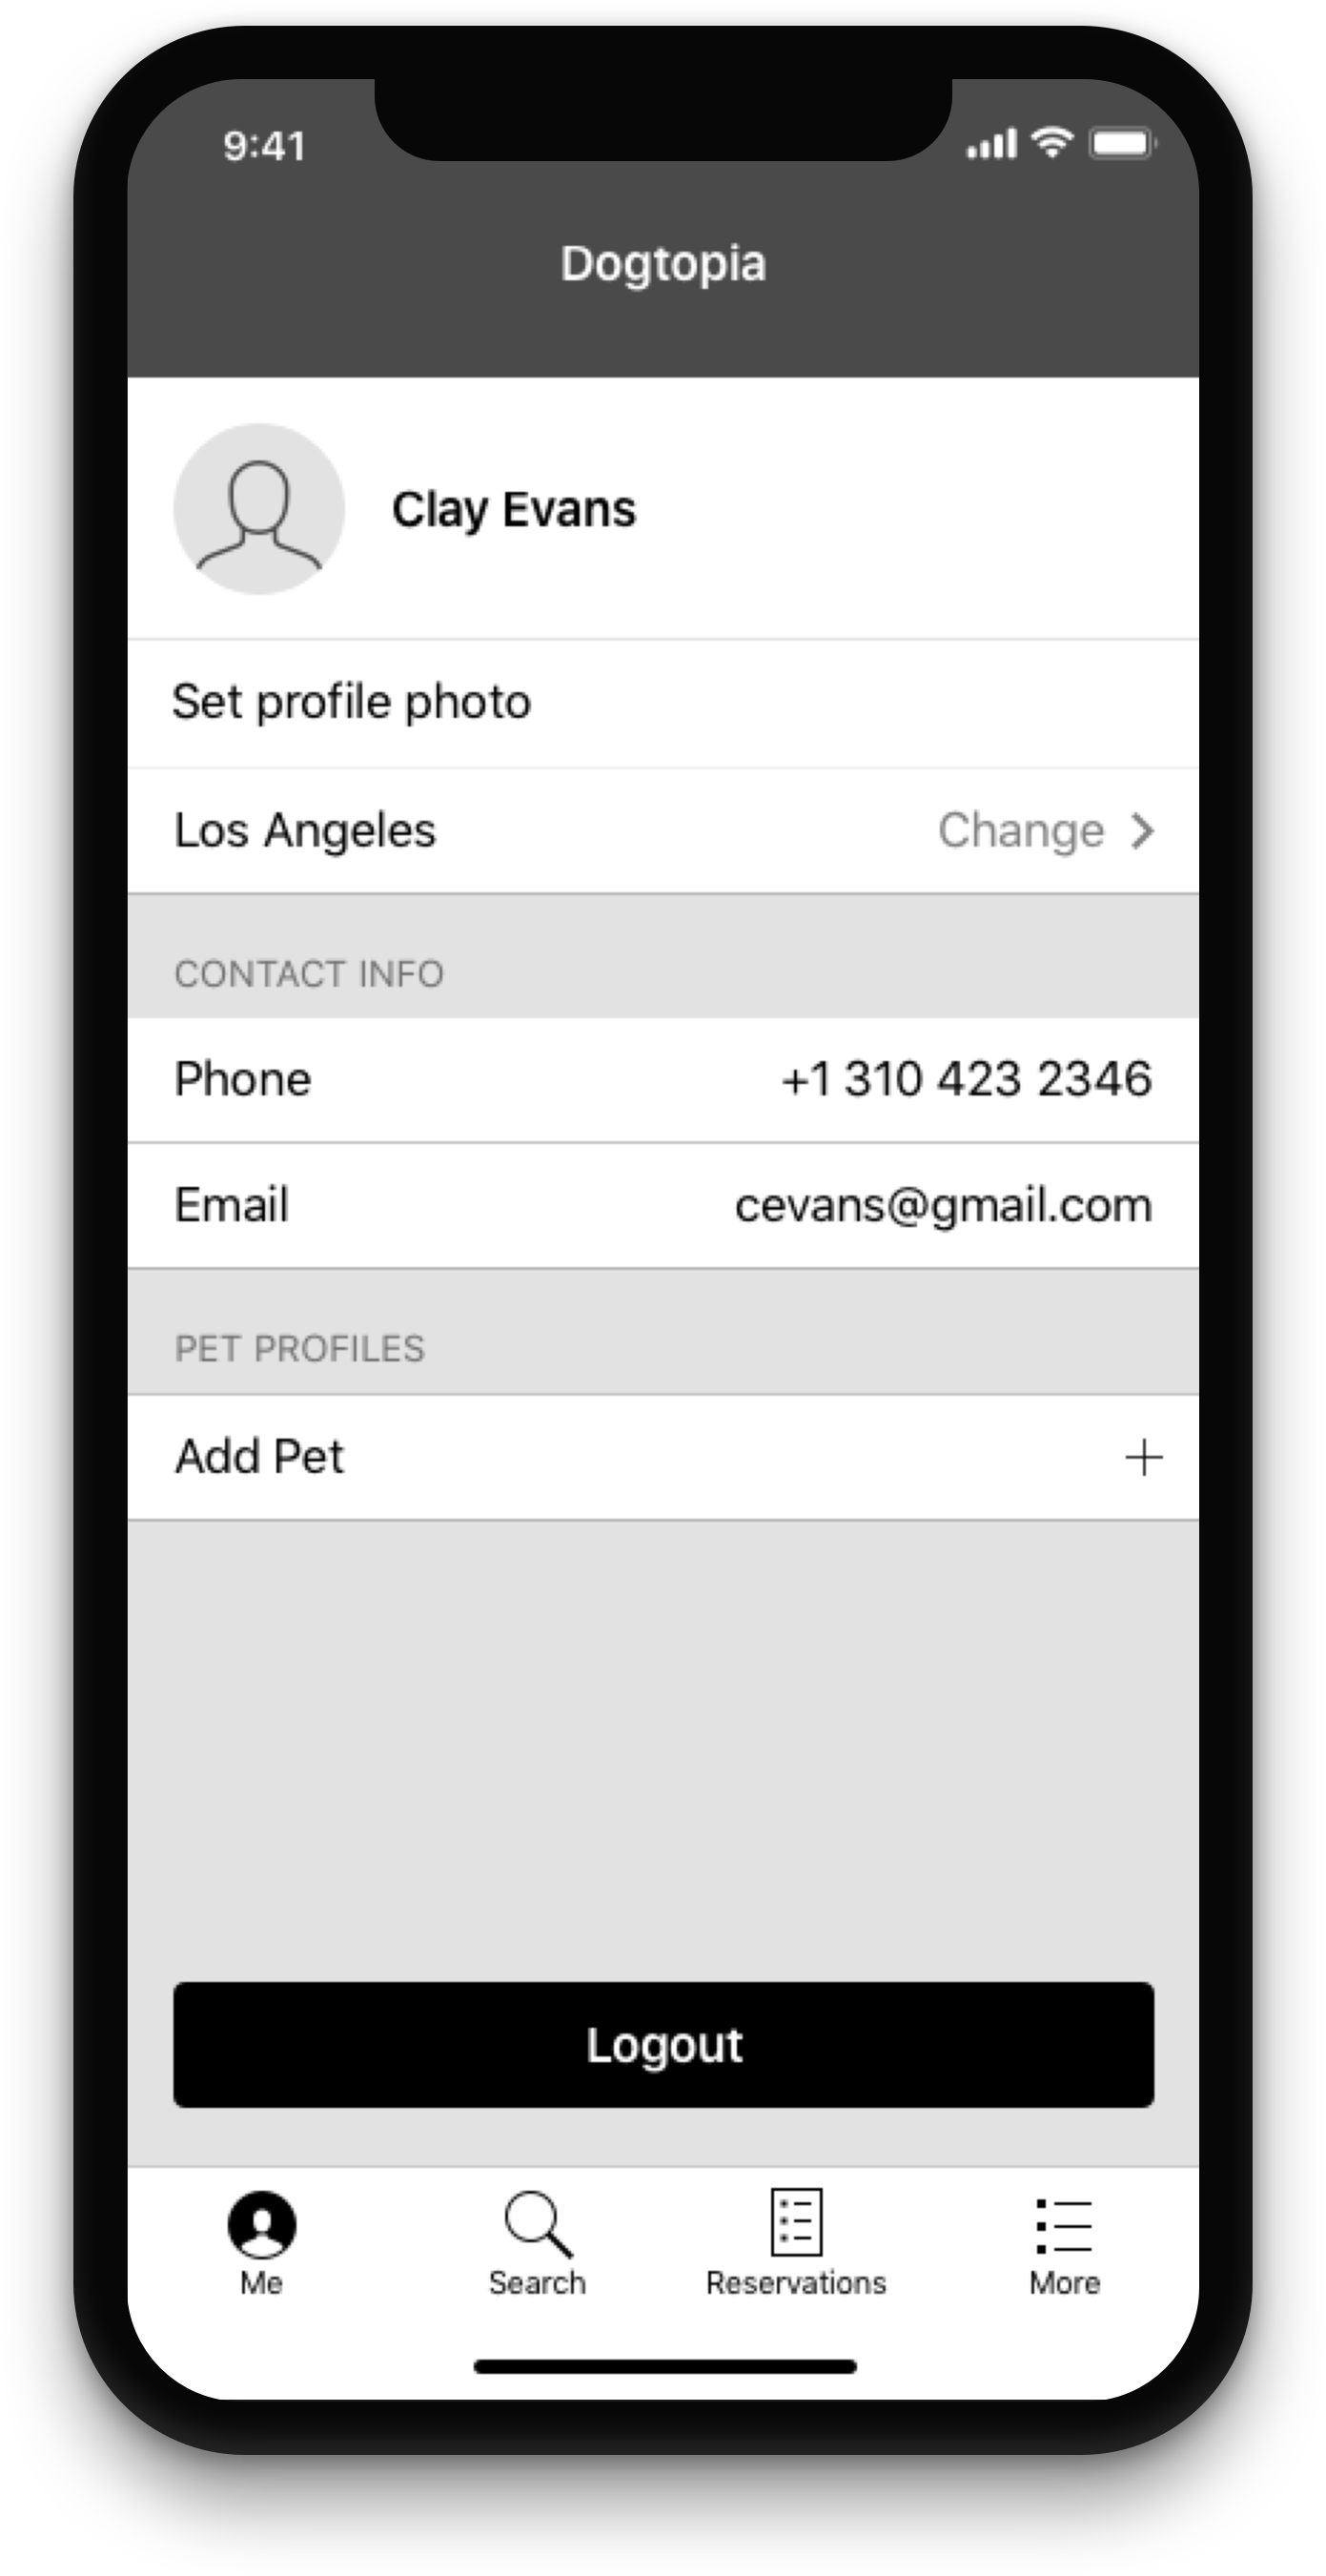 9:41
Dogtopia
Clay Evans
Set profile photo
Los Angeles Change
CONTACT INFO
Phone +1 310 423 2346
Email cevans@gmail.com
PET PROFILES
Add Pet
Logout
Me Search Reservations More